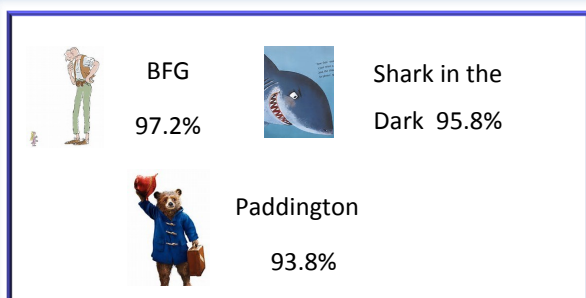 BFG
97.2%
Shark in the
Dark 95.8%
Paddington
93.8%